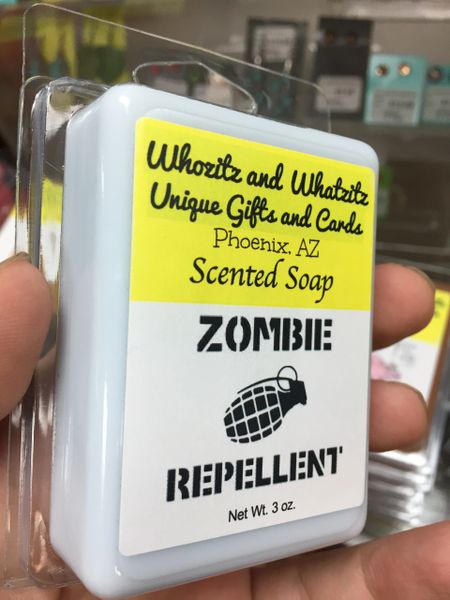 Whozitz and Whatzitz
Unique Gifts and Cards
Phoenix, AZ
Scented Soap
ZOMBIE
REPELLENT
Net Wt. 3 oz.